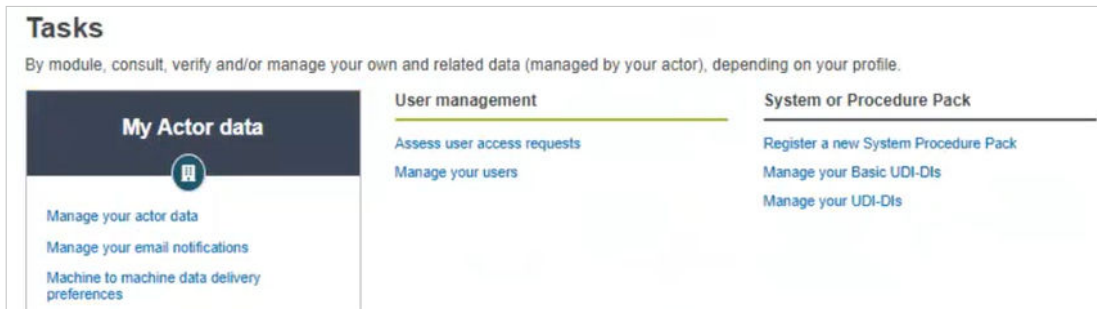 Tasks
By module, consult, verify and/or manage your own and related data (managed by your actor), depending on your profile.
My Actor data
Manage your actor data
Manage your email notifications
Machine to machine data delivery
preferences
User management
Assess user access requests
Manage your users
System or Procedure Pack
Register a new System Procedure Pack
Manage your Basic UDI-DIs
Manage your UDI-DIs